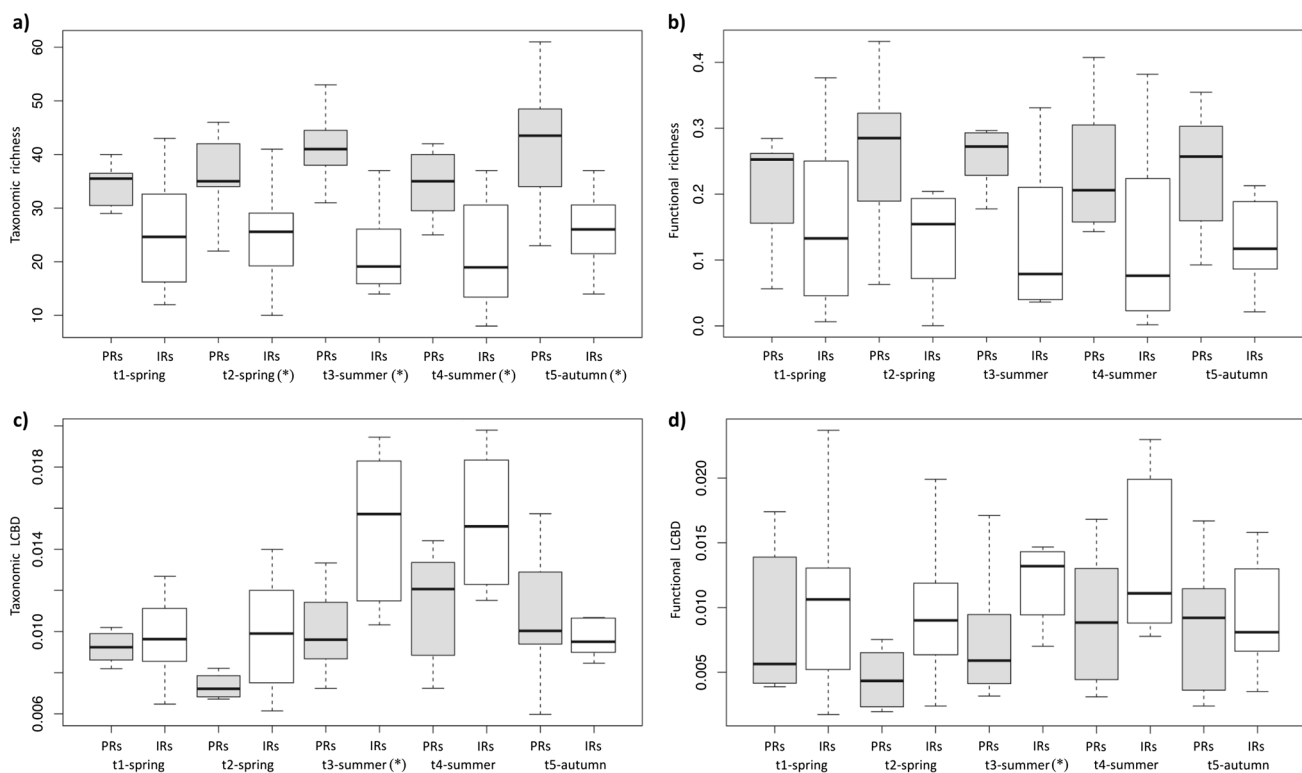 a)
Taxonomic richness
60
50
40
30
20
10
PRs IRs PRs IRs PRs IRs PRs IRs PRs IRs
t1-spring t2-spring (*) t3-summer (*) t4-summer (*) t5-autumn (*)
b)
Functional richness
0.4
0.3
0.2
0.1
0.0
PRs IRs PRs IRs PRs IRs PRs IRs PRs IRs
t1-spring t2-spring t3-summer t4-summer t5-autumn
c)
Taxonomic LCBD
0.018
0.014
0.010
0.006
PRs IRs PRs IRs PRs IRs PRs IRs PRs IRs
t1-spring t2-spring t3-summer (*) t4-summer t5-autumn
d)
Functional LCBD
0.020
0.015
0.010
0.005
PRs IRs PRs IRs PRs IRs PRs IRs PRs IRs
t1-spring t2-spring t3-summer (*) t4-summer t5-autumn